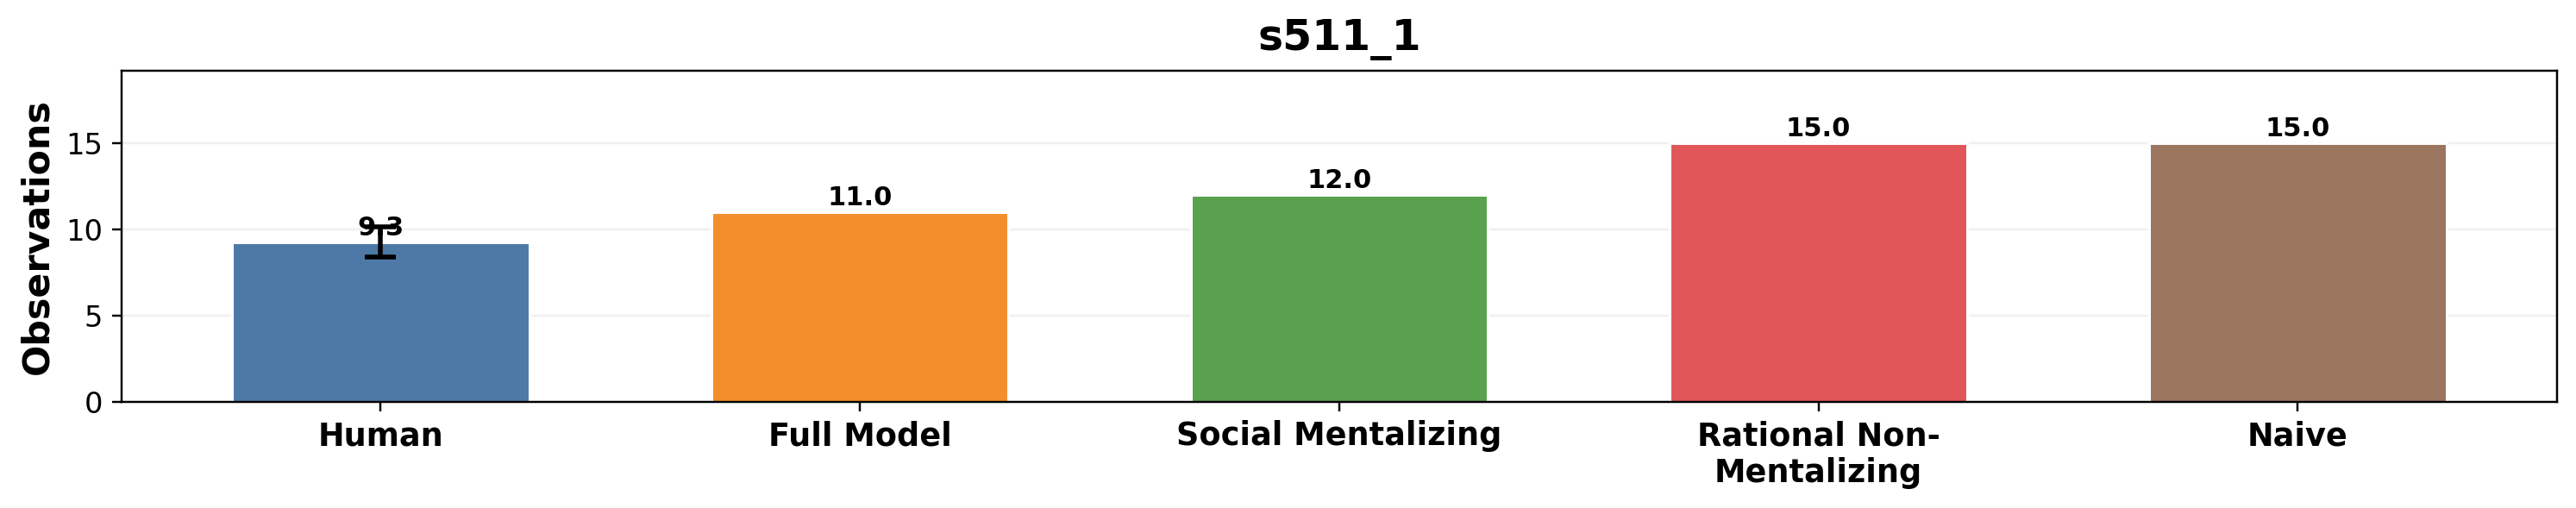 s511_1
Observations
15
10
5
0
9.3
11.0
12.0
15.0
15.0
Human
Full Model
Social Mentalizing
Rational Non-
Mentalizing
Naive